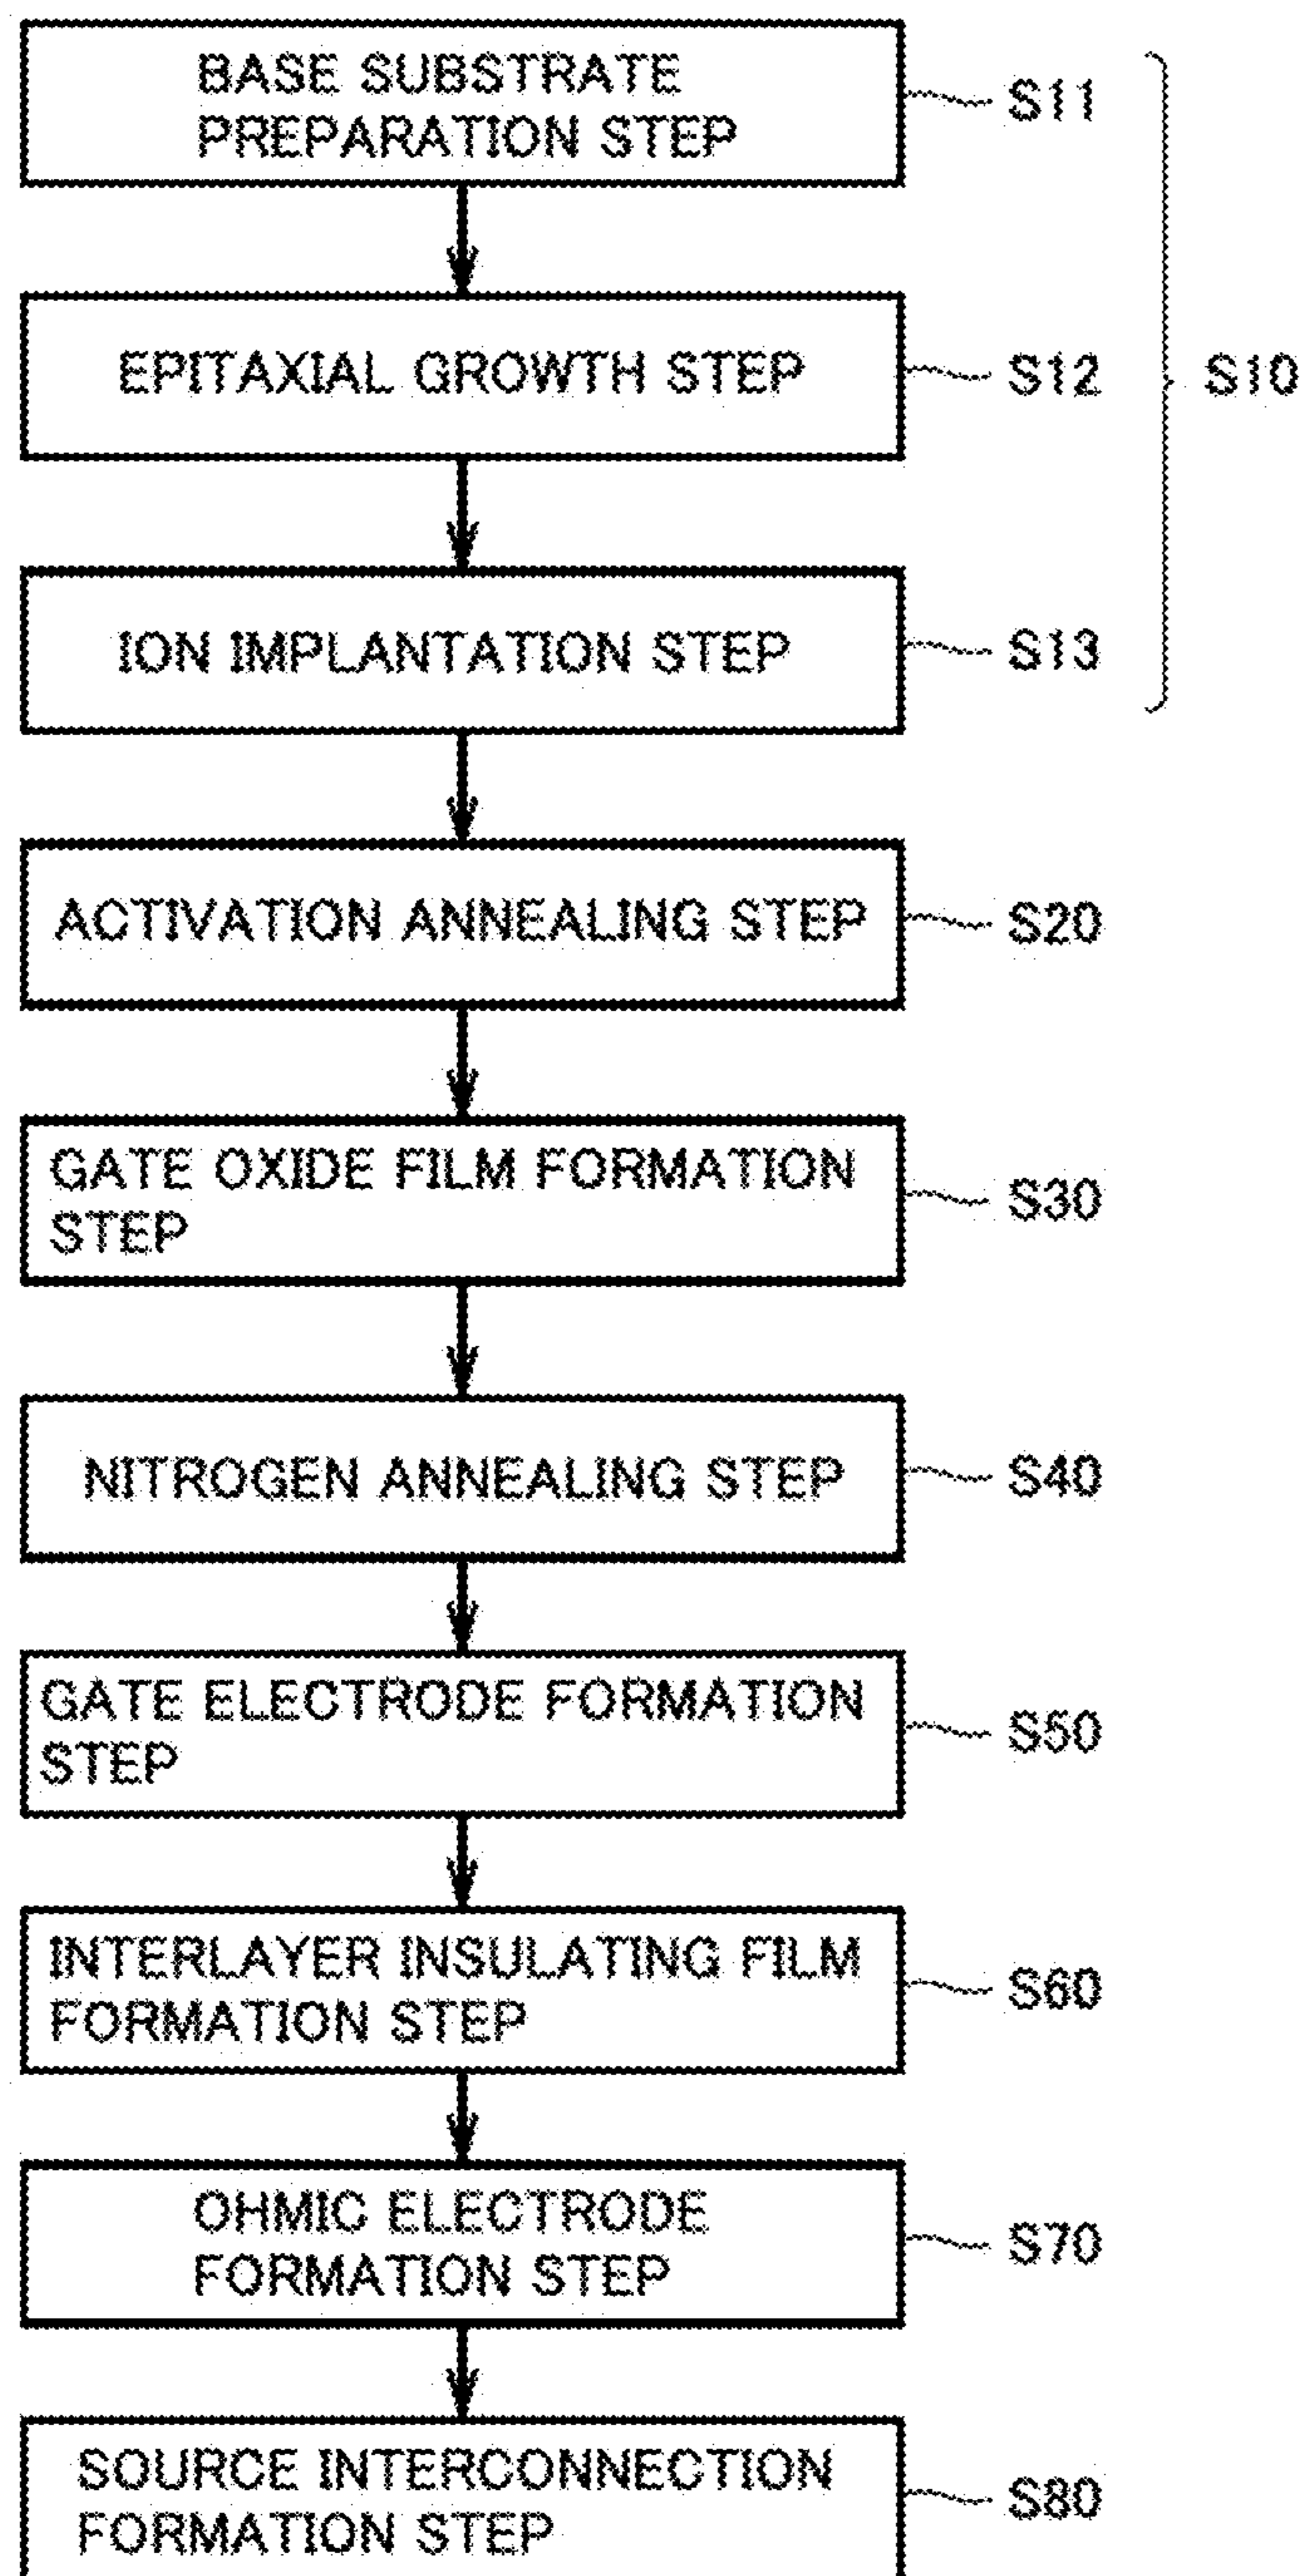 BASE SUBSTRATE
PREPARATION STEP
S11
EPITAXIAL GROWTH STEP
S12
S10
ION IMPLANTATION STEP
S13
ACTIVATION ANNEALING STEP
S20
GATE OXIDE FILM FORMATION
STEP
S30
NITROGEN ANNEALING STEP
S40
GATE ELECTRODE FORMATION
STEP
S50
INTERLAYER INSULATING FILM
FORMATION STEP
S60
OHMIC ELECTRODE
FORMATION STEP
S70
SOURCE INTERCONNECTION
FORMATION STEP
S80